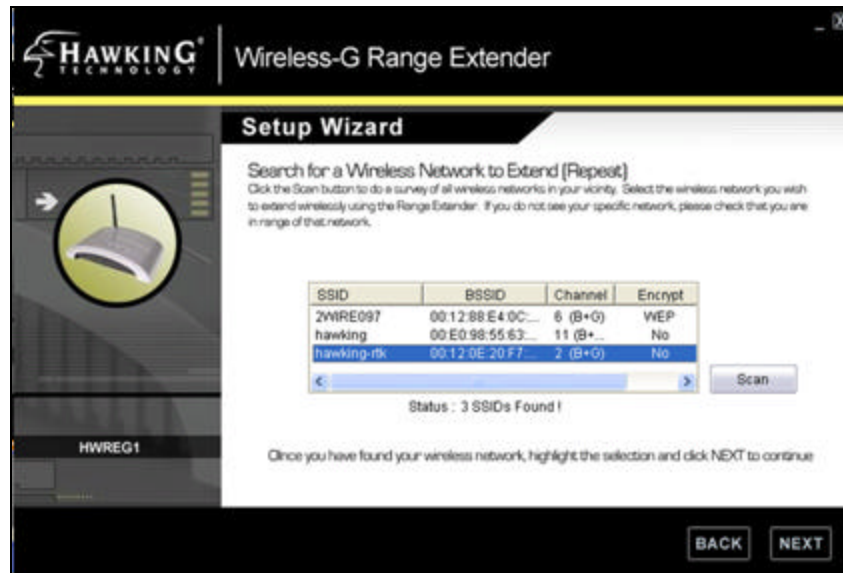 HAWKING
TECHNOLOGY
Wireless-G Range Extender
Setup Wizard
Search for a Wireless Network to Extend (Repeat)
Click the Scan button to do a survey of all wireless networks in your vicinity. Select the wireless network you wish
to extend wirelessly using the Range Extender. If you do not see your specific network, please check that you are
in range of that network.
SSID BSSID Channel Encrypt
2WIRE097 00:12:88:E4:0C:... 6 (B+G) WEP
hawking 00:E0:98:55:63:... 11 (B+... No
hawking-rtk 00:12:0E:20:F7:... 2 (B+G) No
Scan
Status : 3 SSIDs Found !
HWREG1
Once you have found your wireless network, highlight the selection and click NEXT to continue
BACK NEXT